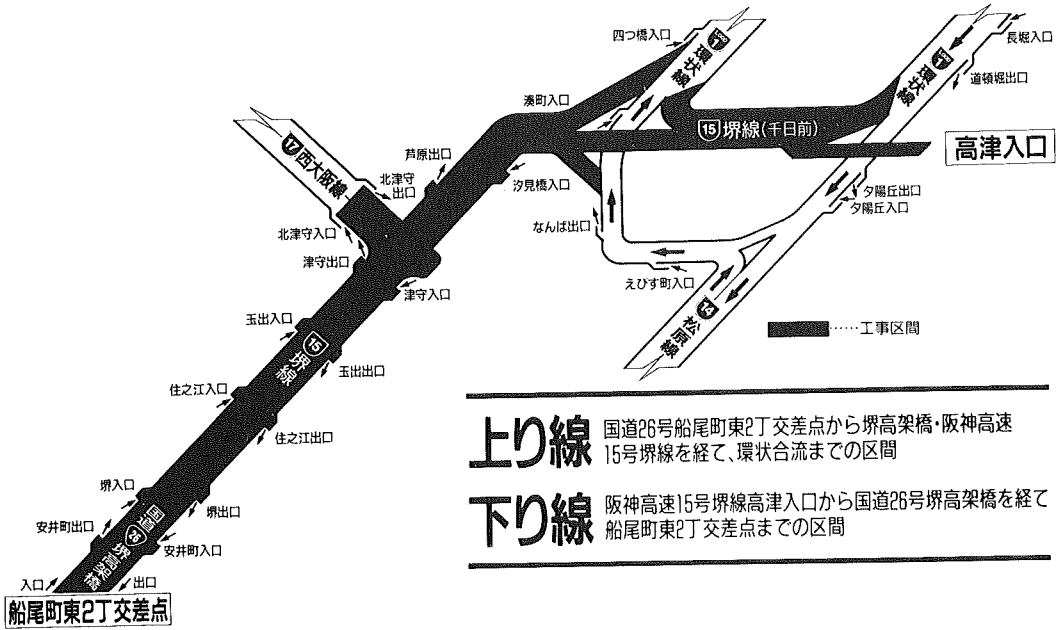 四つ橋入口
1
環状線
長堀入口
1
環状線
道頓堀出口
湊町入口
15 堺線(千日前)
高津入口
17 西大阪線
芦原出口
北津守
出口
汐見橋入口
夕陽丘出口
夕陽丘入口
なんば出口
北津守入口
津守出口
津守入口
えびす町入口
14 松原線
……工事区間
玉出入口
15 堺線
玉出出口
住之江入口
住之江出口
堺入口
堺出口
安井町出口
国道26 堺高架橋
安井町入口
入口
出口
船尾町東2丁交差点
上り線
国道26号船尾町東2丁交差点から堺高架橋・阪神高速
15号堺線を経て、環状合流までの区間
下り線
阪神高速15号堺線高津入口から国道26号堺高架橋を経て
船尾町東2丁交差点までの区間